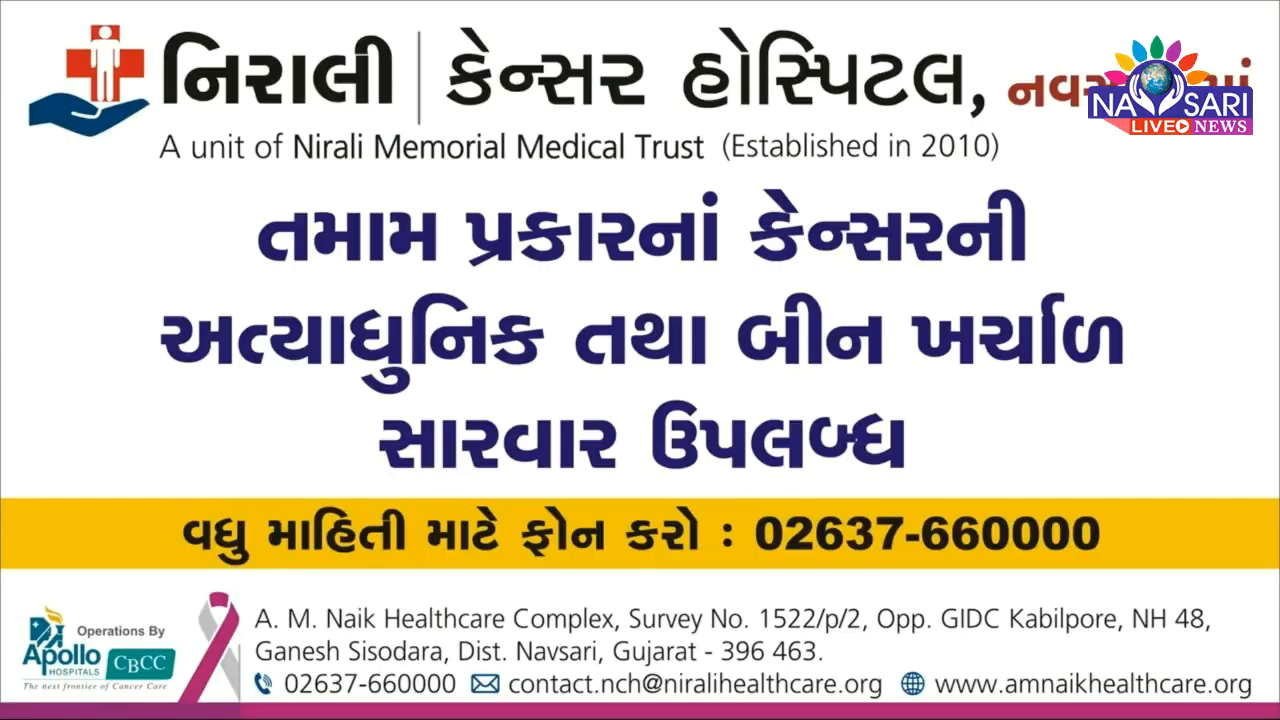 નિરાલી | કેન્સર હોસ્પિટલ,
NAVSARI
LIVE NEWS
A unit of Nirali Memorial Medical Trust (Established in 2010)
તમામ પ્રકારનાં કેન્સરની
અત્યાધુનિક તથા બીન ખર્ચાળ
સારવાર ઉપલબ્ધ
વધુ માહિતી માટે ફોન કરો : 02637-660000
Operations By
Apollo
HOSPITALS
CBCC
The next frontier of Cancer Care
A. M. Naik Healthcare Complex, Survey No. 1522/p/2, Opp. GIDC Kabilpore, NH 48,
Ganesh Sisodara, Dist. Navsari, Gujarat - 396 463.
02637-660000 contact.nch@niralihealthcare.org www.amnaikhealthcare.org